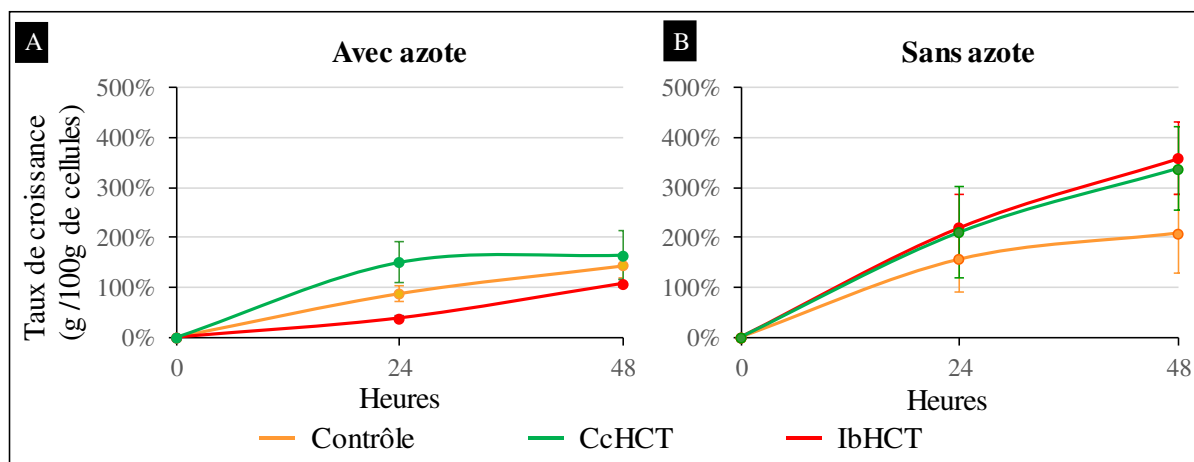 A
Avec azote
B
Sans azote
Taux de croissance
(g /100g de cellules)
500%
400%
300%
200%
100%
0%
0
24
48
Heures
500%
400%
300%
200%
100%
0%
0
24
48
Heures
Contrôle
CcHCT
IbHCT